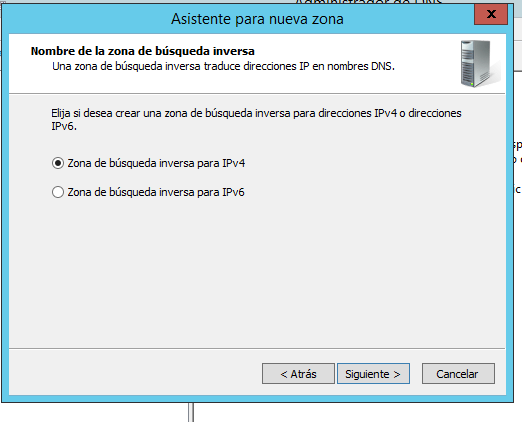 Administrador de DNS
Asistente para nueva zona
x
Nombre de la zona de búsqueda inversa
Una zona de búsqueda inversa traduce direcciones IP en nombres DNS.
Elija si desea crear una zona de búsqueda inversa para direcciones IPv4 o direcciones
IPv6.
Zona de búsqueda inversa para IPv4
Zona de búsqueda inversa para IPv6
< Atrás
Siguiente >
Cancelar